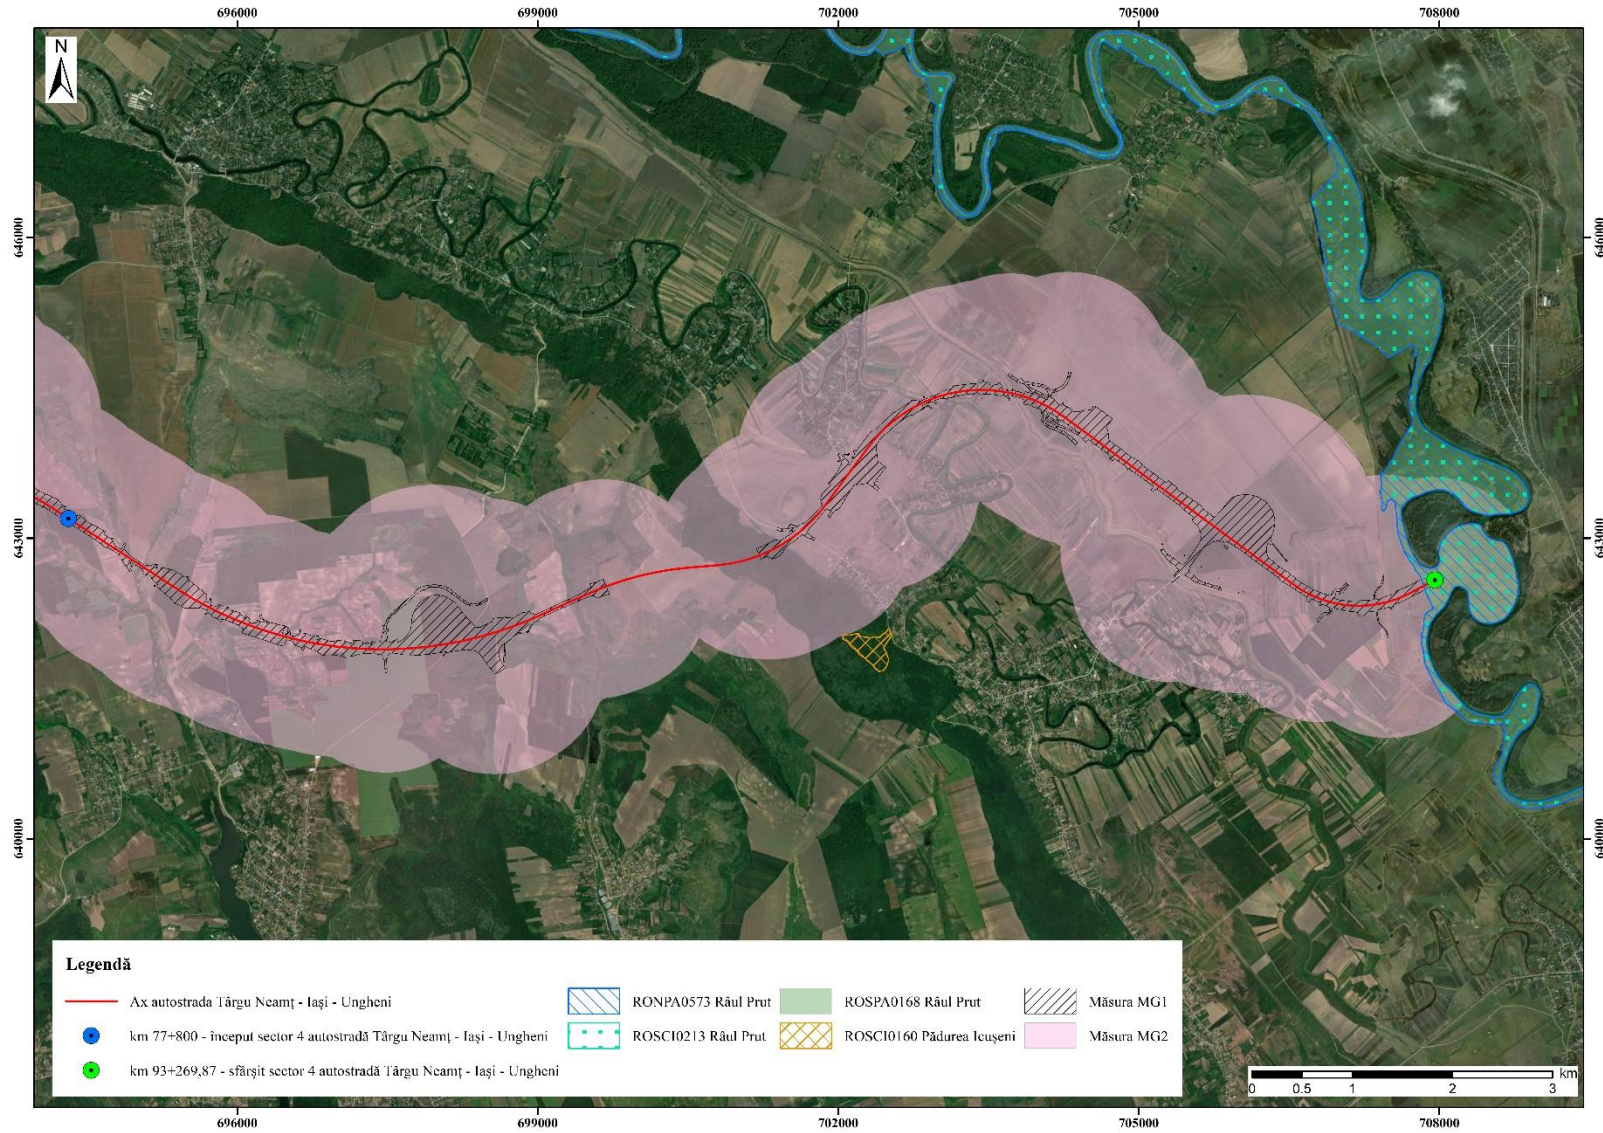 696000 699000 702000 705000 708000
N
646000 646000
643000 643000
640000 640000
Legendă
Ax autostrada Târgu Neamț - Iași - Ungheni
km 77+800 - început sector 4 autostradă Târgu Neamț - Iași - Ungheni
km 93+269,87 - sfârșit sector 4 autostradă Târgu Neamț - Iași - Ungheni
RONPA0573 Râul Prut
ROSCI0213 Râul Prut
ROSPA0168 Râul Prut
ROSCI0160 Pădurea Icușeni
Măsura MG1
Măsura MG2
km
0 0.5 1 2 3
696000 699000 702000 705000 708000